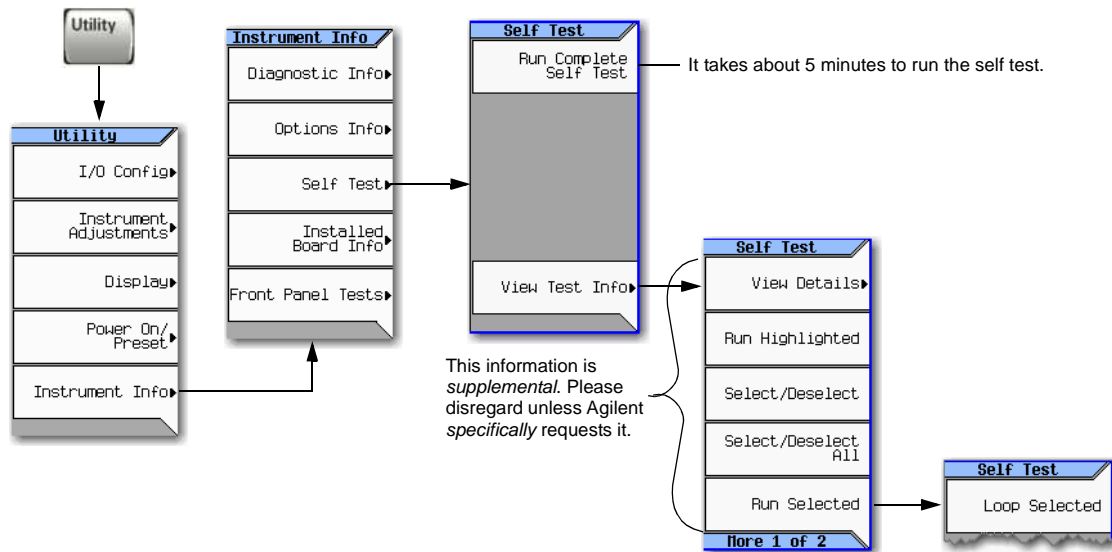 Utility
Utility
I/O Config
Instrument
Adjustments
Display
Power On/
Preset
Instrument Info
Instrument Info
Diagnostic Info
Options Info
Self Test
Installed
Board Info
Front Panel Tests
Self Test
Run Complete
Self Test
View Test Info
It takes about 5 minutes to run the self test.
This information is
supplemental. Please
disregard unless Agilent
specifically requests it.
Self Test
View Details
Run Highlighted
Select/Deselect
Select/Deselect
All
Run Selected
More 1 of 2
Self Test
Loop Selected